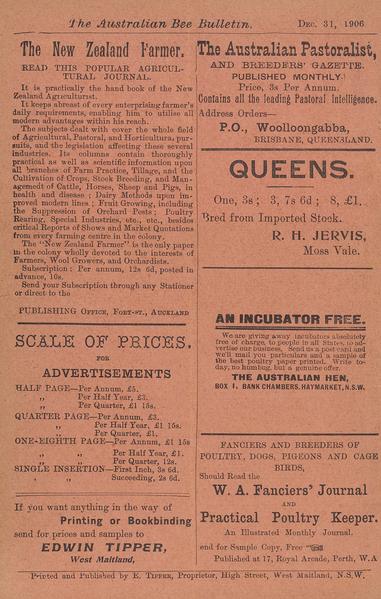 The Australian Bee Bulletin. DEC. 31, 1906
The New Zealand Farmer.
READ THIS POPULAR AGRICUL-
TURAL JOURNAL.
It is practically the hand book of the New
Zealand Agriculturst.
It keeps abreast of every enterprising farmer's
daily requirements, enabling him to utilise all
modern advantages within his reach.
The subjects dealt with cover the whole field
of Agricultural, Pastoral, and Horticultura, pur-
suits, and the legislation affecting these several
industries. Its columns contain thoroughly
practical as well as scientific information upon
all branches of Farm Practice, Tillage, and the
Cultivation of Crops, Stock Breeding, and Man-
agement of Cattle, Horses, Sheep and Pigs, in
health and disease; Dairy Methods upon im-
proved modern lines; Fruit Growing, including
the Suppression of Orchard Pests; Poultry
Rearing, Special Industries, etc., etc., besides
critical Reports of Shows and Market Quotations
from every farming centre in the colony.
The "New Zealand Farmer" is the only paper
in the colony wholly devoted to the interests of
Farmers, Wool Growers, and Orchardists.
Subscription: Per annum, 12s 6d, posted in
advance, 10s.
Send your Subscription through any Stationer
or direct to the
PUBLISHING OFFICE, FORT-ST., AUCKLAND
SCALE OF PRICES.
FOR
ADVERTISEMENTS
HALF PAGE—Per Annum, £5.
„ Per Half Year, £3.
„ Per Quarter, £1 15s.
QUARTER PAGE—Per Annum, £3.
„ Per Half Year, £1 15s.
„ Per Quarter, £1.
ONE-EIGHTH PAGE—Per Annum, £1 15s
„ Per Half Year, £1.
„ Per Quarter, 12s.
SINGLE INSERTION—First Inch, 3s 6d.
„ „ Succeeding, 2s 6d.
If you want anything in the way of
Printing or Bookbinding
send for prices and samples to
EDWIN TIPPER,
West Maitland,
The Australian Pastoralist,
AND BREEDERS' GAZETTE.
PUBLISHED MONTHLY.
Price, 3s Per Annum.
Contains all the leading Pastoral Intelligence.
Address Orders—
P.O., Woolloongabba,
BRISBANE, QUEENSLAND.
QUEENS.
One, 3s; 3, 7s 6d; 8, £1.
Bred from Imported Stock.
R. H. JERVIS,
Moss Vale.
AN INCUBATOR FREE.
We are giving away incubators absolutely
free of charge, to people in all States, to ad-
vertise our business. Send us a post card and
we'll mail you particulars and a sample of
the best poultry paper printed. Write to-
day, no humbug, but a genuine offer.
THE AUSTRALIAN HEN,
BOX 1. BANK CHAMBERS, HAYMARKET, N.S.W.
FANCIERS AND BREEDERS OF
POULTRY, DOGS, PIGEONS AND CAGE
BIRDS,
Should Read the
W. A. Fanciers' Journal
AND
Practical Poultry Keeper.
An Illustrated Monthly Journal.
end for Sample Copy, Free
Published at 17, Royal Arcade, Perth, W.A
Printed and Published by E. TIPPER, Proprietor, High Street, West Maitland, N.S.W.